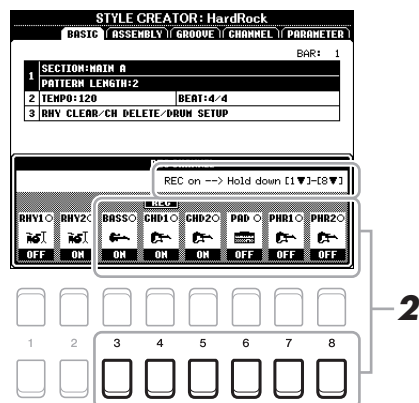 STYLE CREATOR: HardRock
BASIC ASSEMBLY GROOVE CHANNEL PARAMETER
BAR: 1
1 SECTION:MAIN A
PATTERN LENGTH:2
2 TEMPO:120 BEAT:4/4
3 RHY CLEAR/CH DELETE/DRUM SETUP
REC on --> Hold down [1▼]-[8▼]
REC
RHY1 RHY2 BASS CHD1 CHD2 PAD PHR1 PHR2
OFF ON ON ON ON OFF OFF OFF
2
1 2 3 4 5 6 7 8